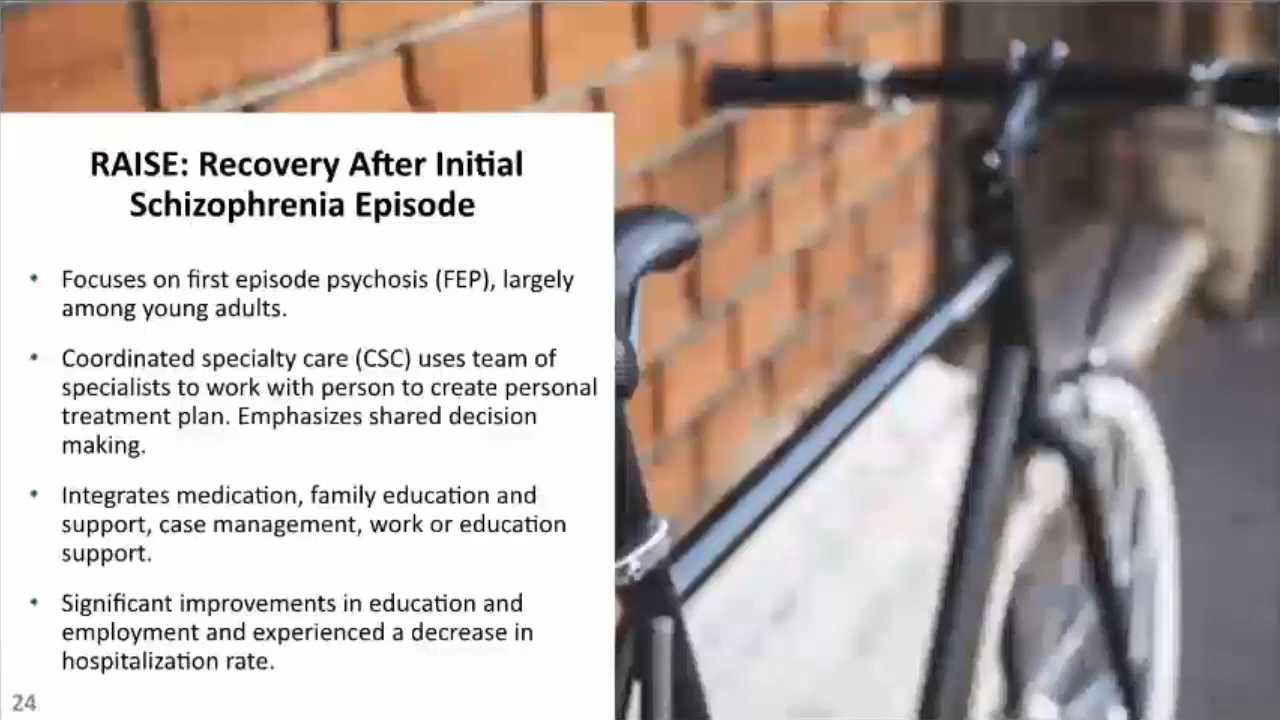 RAISE: Recovery After Initial
Schizophrenia Episode
• Focuses on first episode psychosis (FEP), largely
among young adults.
• Coordinated specialty care (CSC) uses team of
specialists to work with person to create personal
treatment plan. Emphasizes shared decision
making.
• Integrates medication, family education and
support, case management, work or education
support.
• Significant improvements in education and
employment and experienced a decrease in
hospitalization rate.
24